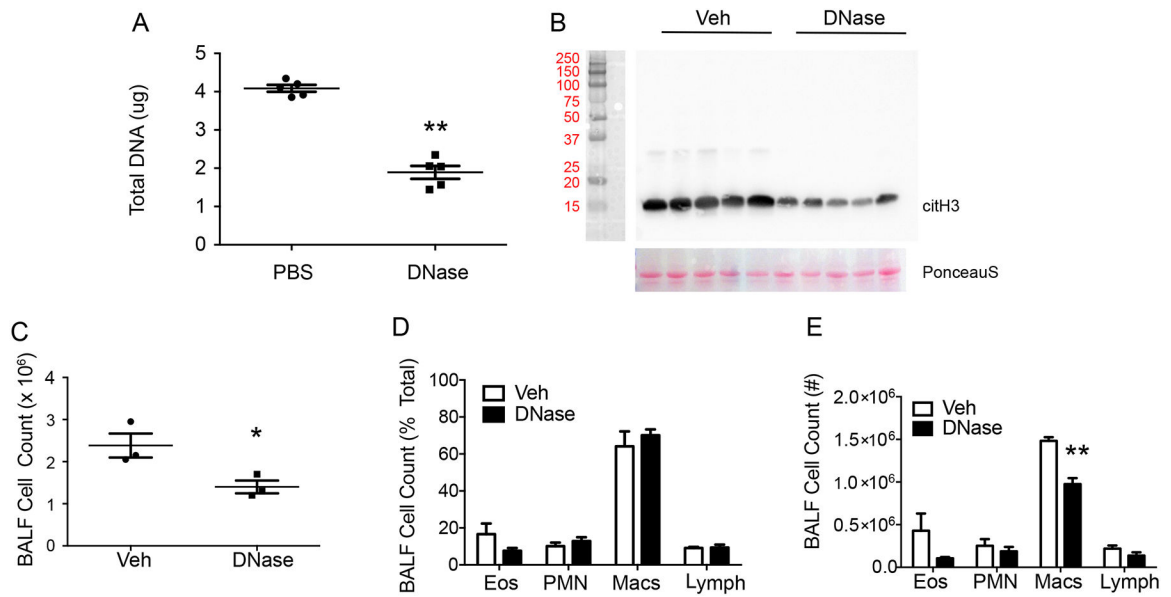 A
Total DNA (ug)
5
4
3
2
1
0
**
PBS
DNase
B
Veh
DNase
250
150
100
75
50
37
25
20
15
citH3
PonceauS
C
BALF Cell Count (x 10⁶)
4
3
2
1
0
*
Veh
DNase
D
BALF Cell Count (% Total)
100
80
60
40
20
0
Veh
DNase
Eos
PMN
Macs
Lymph
E
BALF Cell Count (#)
2.0×10⁶
1.5×10⁶
1.0×10⁶
0.5×10⁶
0.0
Veh
DNase
**
Eos
PMN
Macs
Lymph